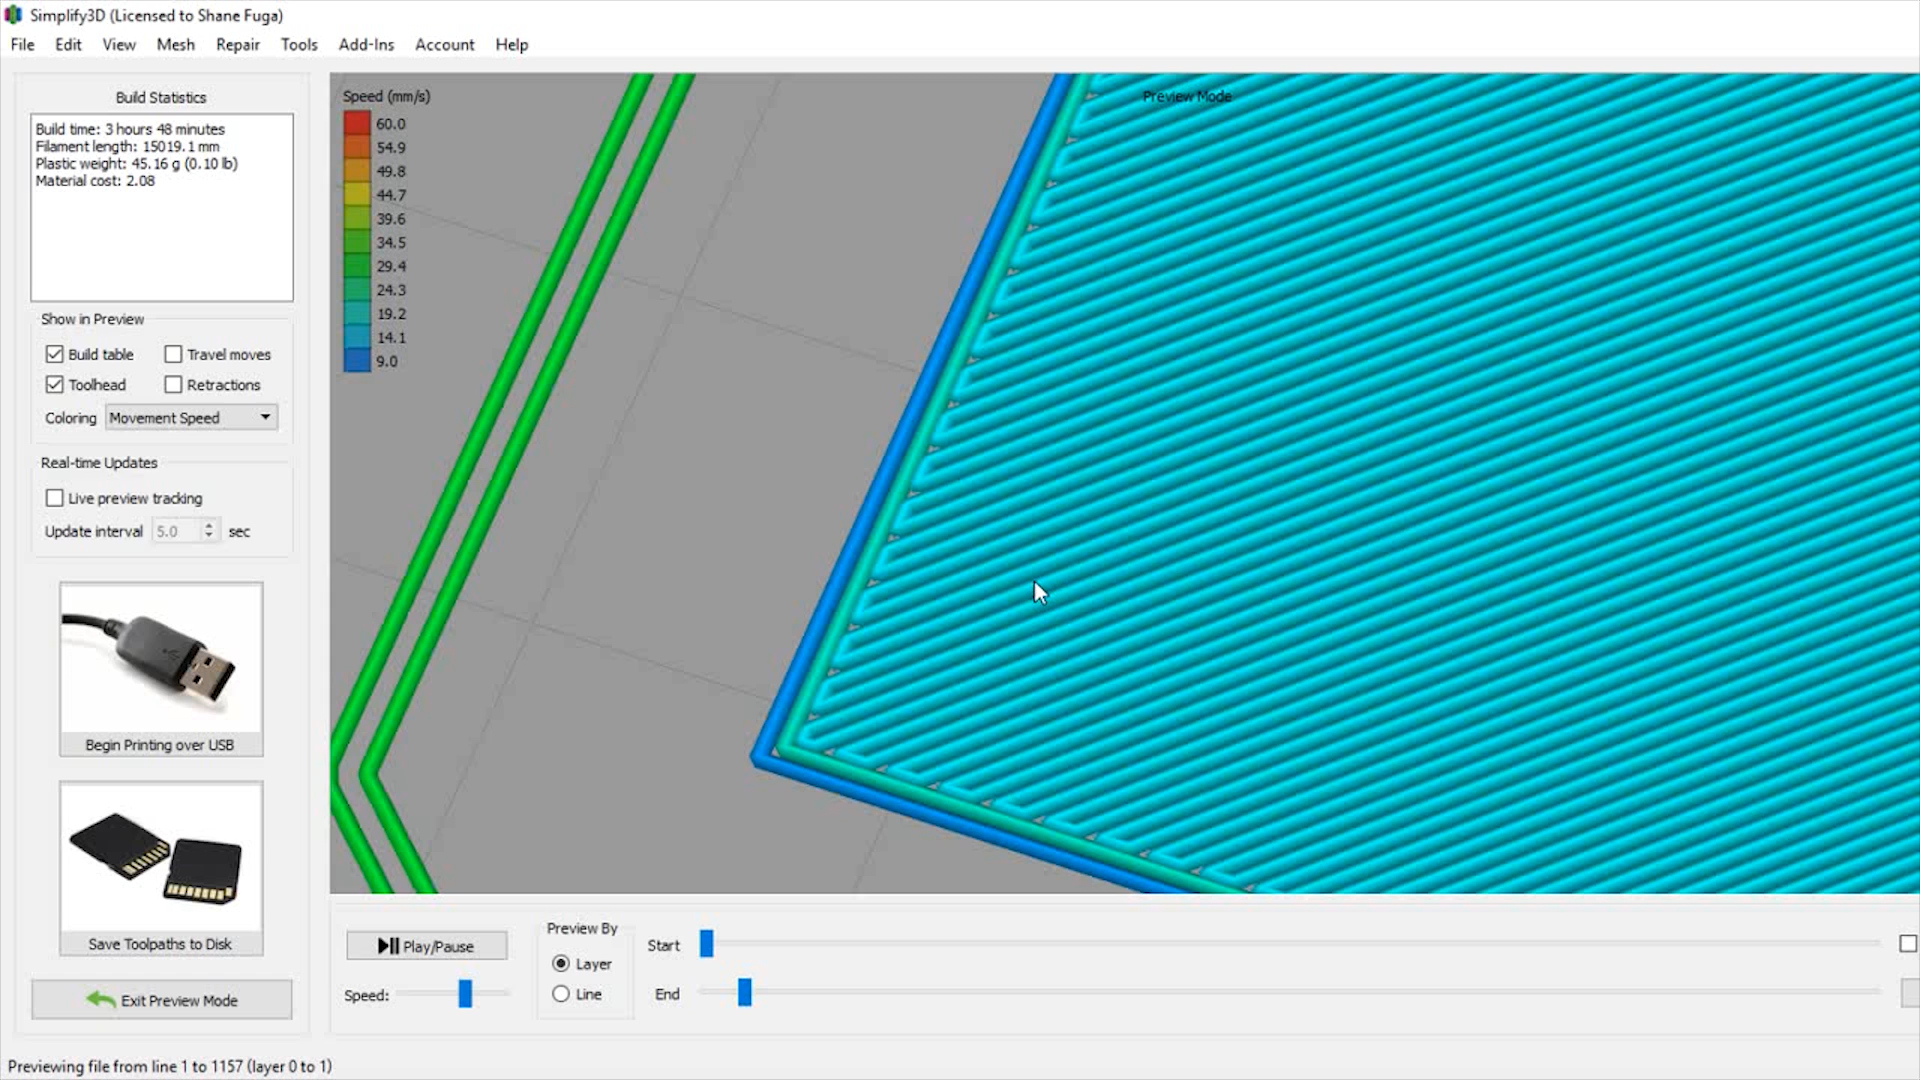 Simplify3D (Licensed to Shane Fuga)
File Edit View Mesh Repair Tools Add-Ins Account Help
Build Statistics
Build time: 3 hours 48 minutes
Filament length: 15019.1 mm
Plastic weight: 45.16 g (0.10 lb)
Material cost: 2.08
Show in Preview
Build table Travel moves
Toolhead Retractions
Coloring Movement Speed
Real-time Updates
Live preview tracking
Update interval 5.0 sec
Begin Printing over USB
Save Toolpaths to Disk
Exit Preview Mode
Speed (mm/s)
60.0
54.9
49.8
44.7
39.6
34.5
29.4
24.3
19.2
14.1
9.0
Preview Mode
Play/Pause
Speed:
Preview By
Layer
Line
Start
End
Previewing file from line 1 to 1157 (layer 0 to 1)